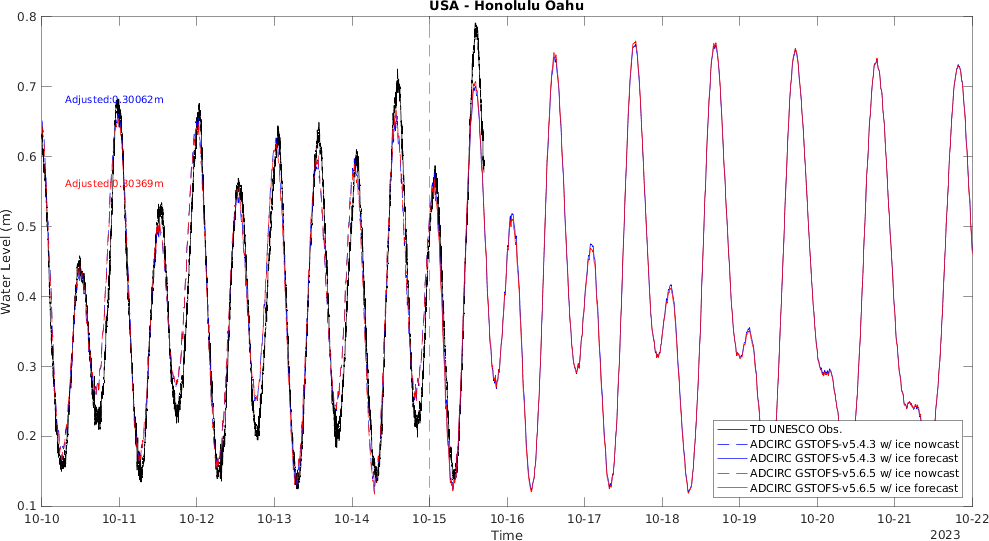 USA - Honolulu Oahu
0.8
0.7
0.6
0.5
0.4
0.3
0.2
0.1
Water Level (m)
Adjusted:0.30062m
Adjusted:0.30369m
TD UNESCO Obs.
ADCIRC GSTOFS-v5.4.3 w/ ice nowcast
ADCIRC GSTOFS-v5.4.3 w/ ice forecast
ADCIRC GSTOFS-v5.6.5 w/ ice nowcast
ADCIRC GSTOFS-v5.6.5 w/ ice forecast
10-10 10-11 10-12 10-13 10-14 10-15 10-16 10-17 10-18 10-19 10-20 10-21 10-22
Time
2023